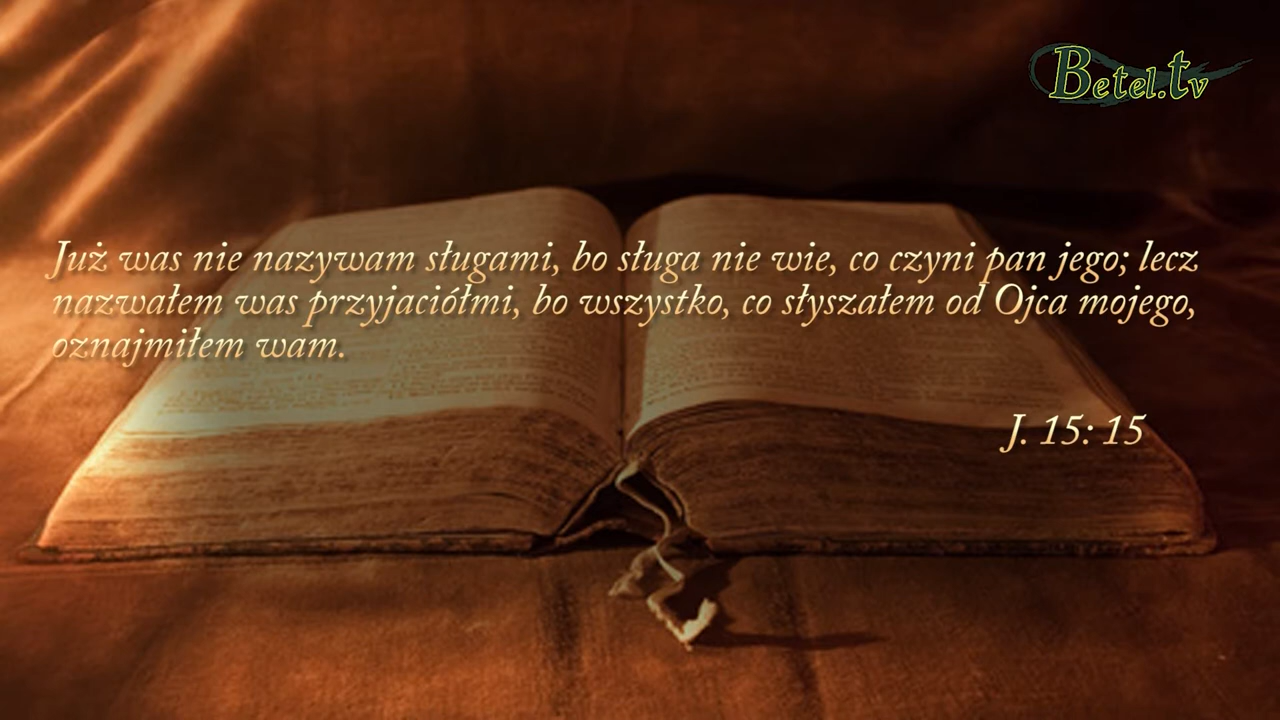 Betel.tv
Już was nie nazywam sługami, bo sługa nie wie, co czyni pan jego; lecz
nazwałem was przyjaciółmi, bo wszystko, co słyszałem od Ojca mojego,
oznajmiłem wam.
J. 15: 15